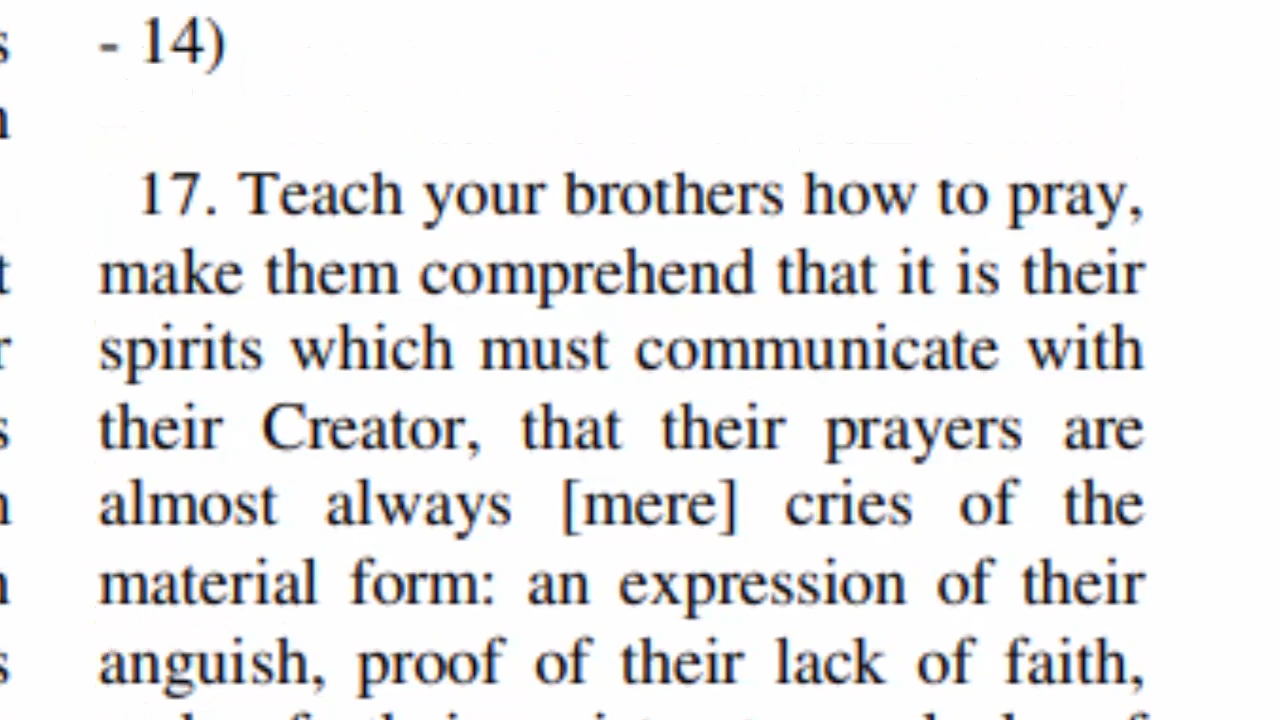 - 14)
17. Teach your brothers how to pray,
make them comprehend that it is their
spirits which must communicate with
their Creator, that their prayers are
almost always [mere] cries of the
material form: an expression of their
anguish, proof of their lack of faith,